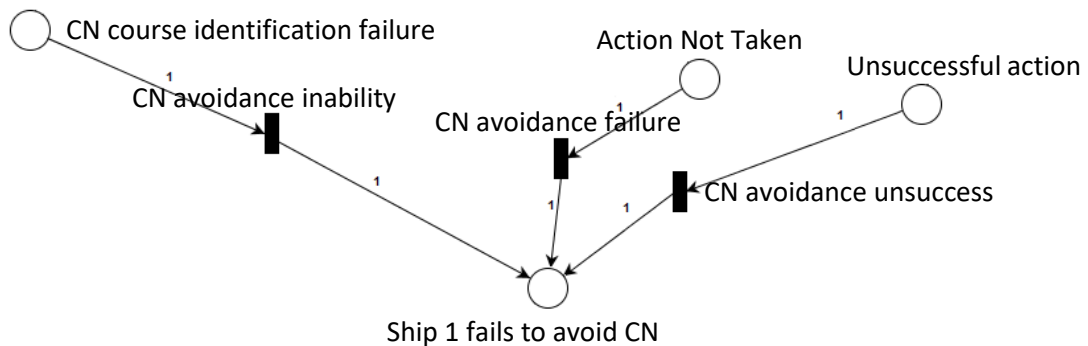 CN course identification failure
Action Not Taken
Unsuccessful action
1
CN avoidance inability
1
CN avoidance failure
1
1
1
CN avoidance unsuccess
1
Ship 1 fails to avoid CN